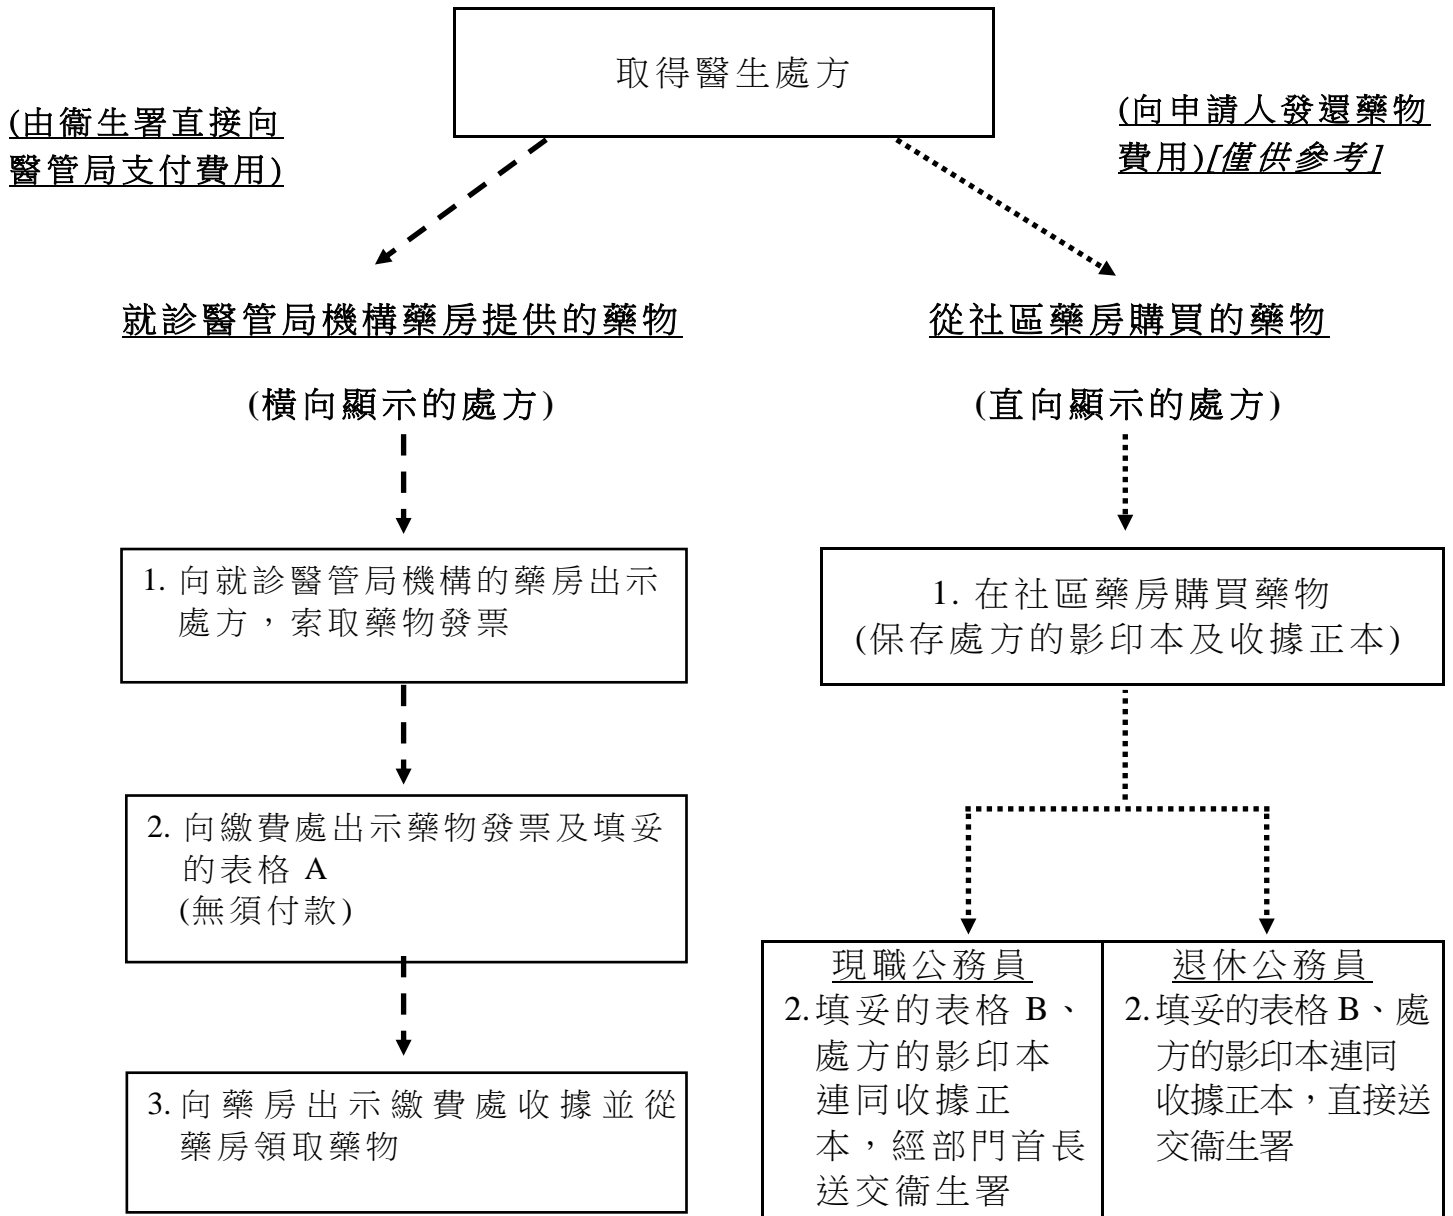 取得醫生處方
(由衞生署直接向
醫管局支付費用)
(向申請人發還藥物
費用)[僅供參考]
就診醫管局機構藥房提供的藥物
(橫向顯示的處方)
1. 向就診醫管局機構的藥房出示
處方，索取藥物發票
2. 向繳費處出示藥物發票及填妥
的表格 A
(無須付款)
3. 向藥房出示繳費處收據並從
藥房領取藥物
從社區藥房購買的藥物
(直向顯示的處方)
1. 在社區藥房購買藥物
(保存處方的影印本及收據正本)
現職公務員
2. 填妥的表格 B、
處方的影印本
連同收據正
本，經部門首長
送交衞生署
退休公務員
2. 填妥的表格 B、處
方的影印本連同
收據正本，直接送
交衞生署